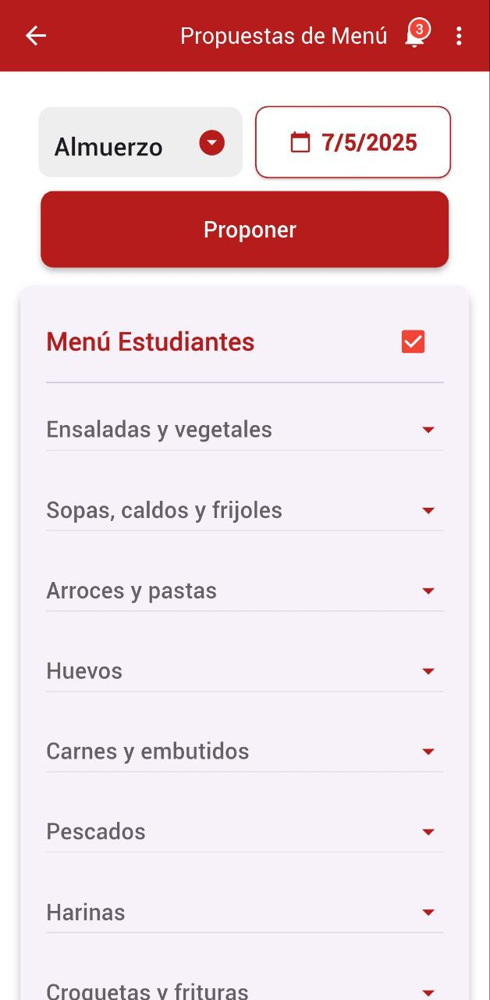 Propuestas de Menú
3
Almuerzo
7/5/2025
Proponer
Menú Estudiantes
Ensaladas y vegetales
Sopas, caldos y frijoles
Arroces y pastas
Huevos
Carnes y embutidos
Pescados
Harinas
Croquetas y frituras